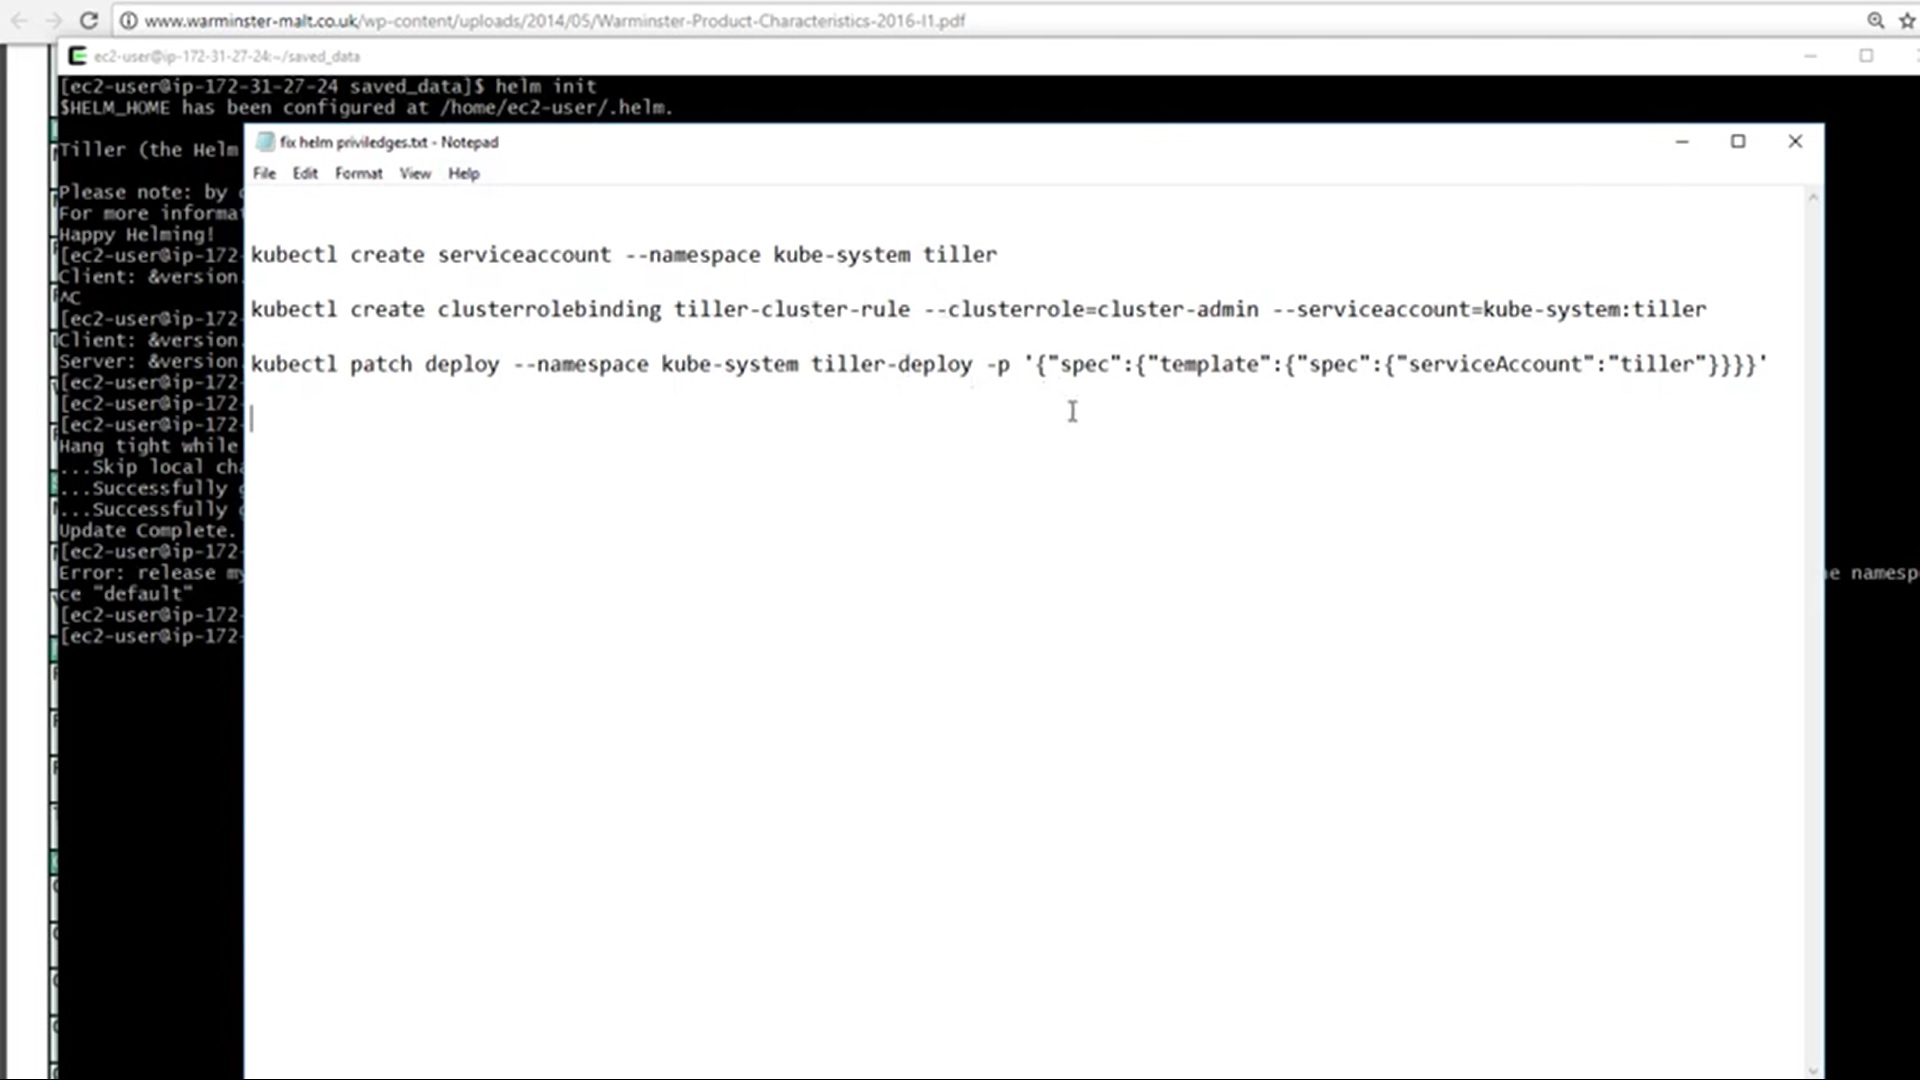 www.warminster-malt.co.uk/wp-content/uploads/2014/05/Warminster-Product-Characteristics-2016-I1.pdf
ec2-user@ip-172-31-27-24:~/saved_data
[ec2-user@ip-172-31-27-24 saved_data]$ helm init
$HELM_HOME has been configured at /home/ec2-user/.helm.
fix helm priviledges.txt - Notepad
Tiller (the Helm
File Edit Format View Help
Please note: by
For more informat
Happy Helming!
[ec2-user@ip-172-
kubectl create serviceaccount --namespace kube-system tiller
Client: &version.
^C
[ec2-user@ip-172-
kubectl create clusterrolebinding tiller-cluster-rule --clusterrole=cluster-admin --serviceaccount=kube-system:tiller
Client: &version.
Server: &version.
kubectl patch deploy --namespace kube-system tiller-deploy -p '{"spec":{"template":{"spec":{"serviceAccount":"tiller"}}}}'
[ec2-user@ip-172-
[ec2-user@ip-172-
[ec2-user@ip-172-
Hang tight while
...Skip local cha
...Successfully
...Successfully
Update Complete.
[ec2-user@ip-172-
Error: release my
e namesp
ce "default"
[ec2-user@ip-172-
[ec2-user@ip-172-